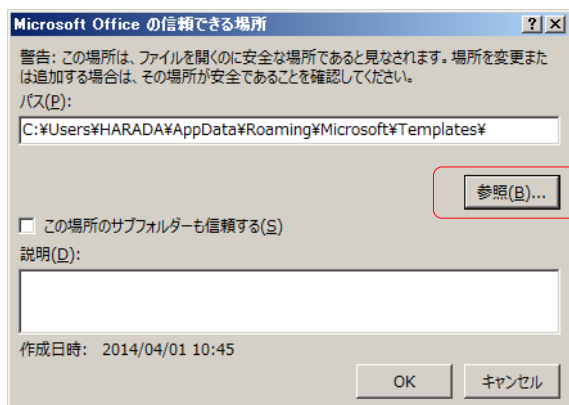 Microsoft Office の信頼できる場所
警告: この場所は、ファイルを開くのに安全な場所であると見なされます。場所を変更また
は追加する場合は、その場所が安全であることを確認してください。
パス(P):
C:¥Users¥HARADA¥AppData¥Roaming¥Microsoft¥Templates¥
参照(B)...
この場所のサブフォルダーも信頼する(S)
説明(D):
作成日時: 2014/04/01 10:45
OK キャンセル